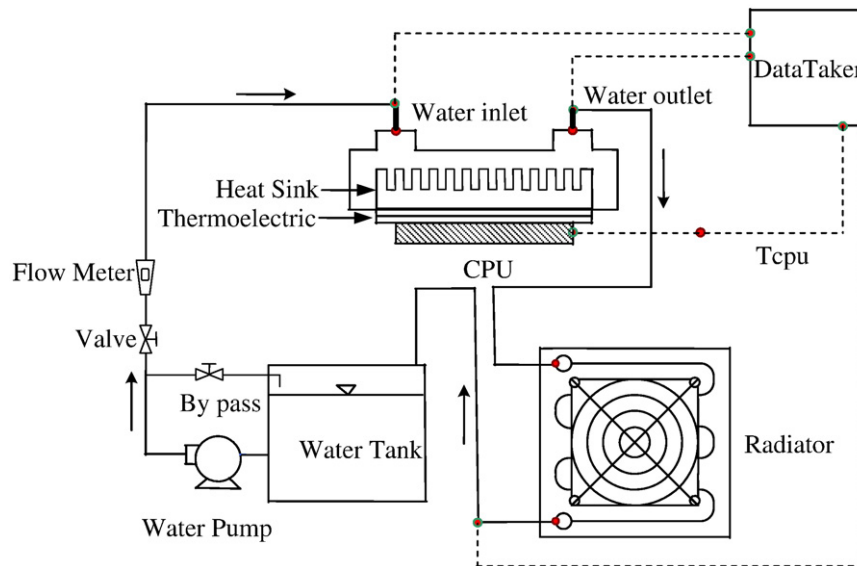 DataTaker
Water inlet
Water outlet
Heat Sink
Thermoelectric
CPU
Tcpu
Flow Meter
Valve
By pass
Water Tank
Radiator
Water Pump